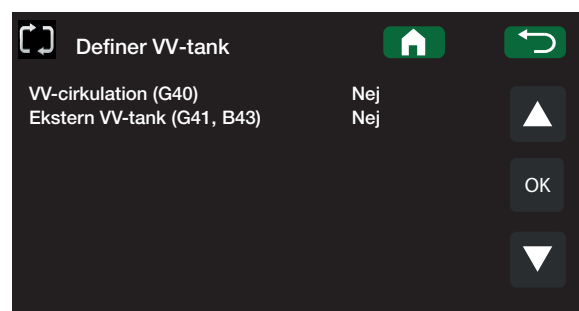 Definer VV-tank
VV-cirkulation (G40) Nej
Ekstern VV-tank (G41, B43) Nej
OK